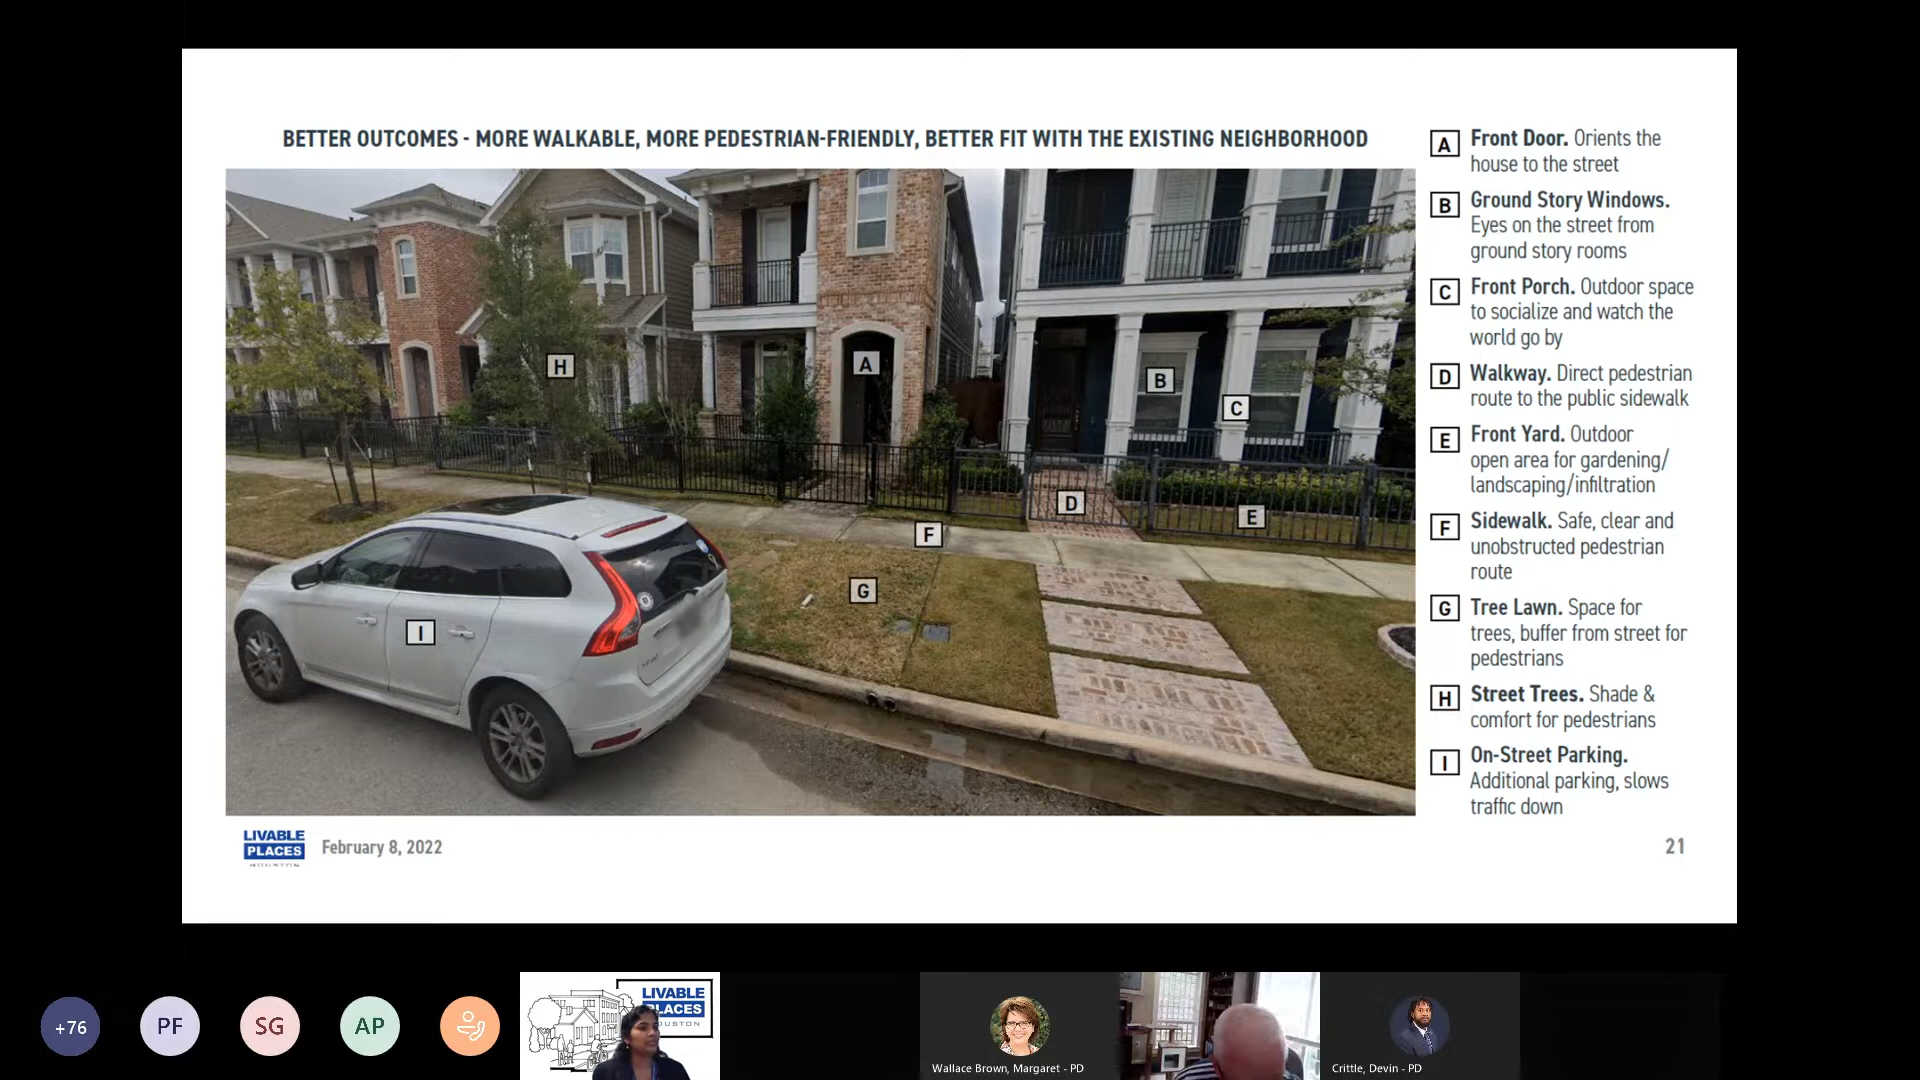 BETTER OUTCOMES - MORE WALKABLE, MORE PEDESTRIAN-FRIENDLY, BETTER FIT WITH THE EXISTING NEIGHBORHOOD
H
A
B
C
D
E
F
G
I
A Front Door. Orients the
house to the street
B Ground Story Windows.
Eyes on the street from
ground story rooms
C Front Porch. Outdoor space
to socialize and watch the
world go by
D Walkway. Direct pedestrian
route to the public sidewalk
E Front Yard. Outdoor
open area for gardening/
landscaping/infiltration
F Sidewalk. Safe, clear and
unobstructed pedestrian
route
G Tree Lawn. Space for
trees, buffer from street for
pedestrians
H Street Trees. Shade &
comfort for pedestrians
I On-Street Parking.
Additional parking, slows
traffic down
LIVABLE
PLACES
HOUSTON
February 8, 2022
21
+76
PF
SG
AP
LIVABLE
PLACES
HOUSTON
Wallace Brown, Margaret - PD
Crittle, Devin - PD